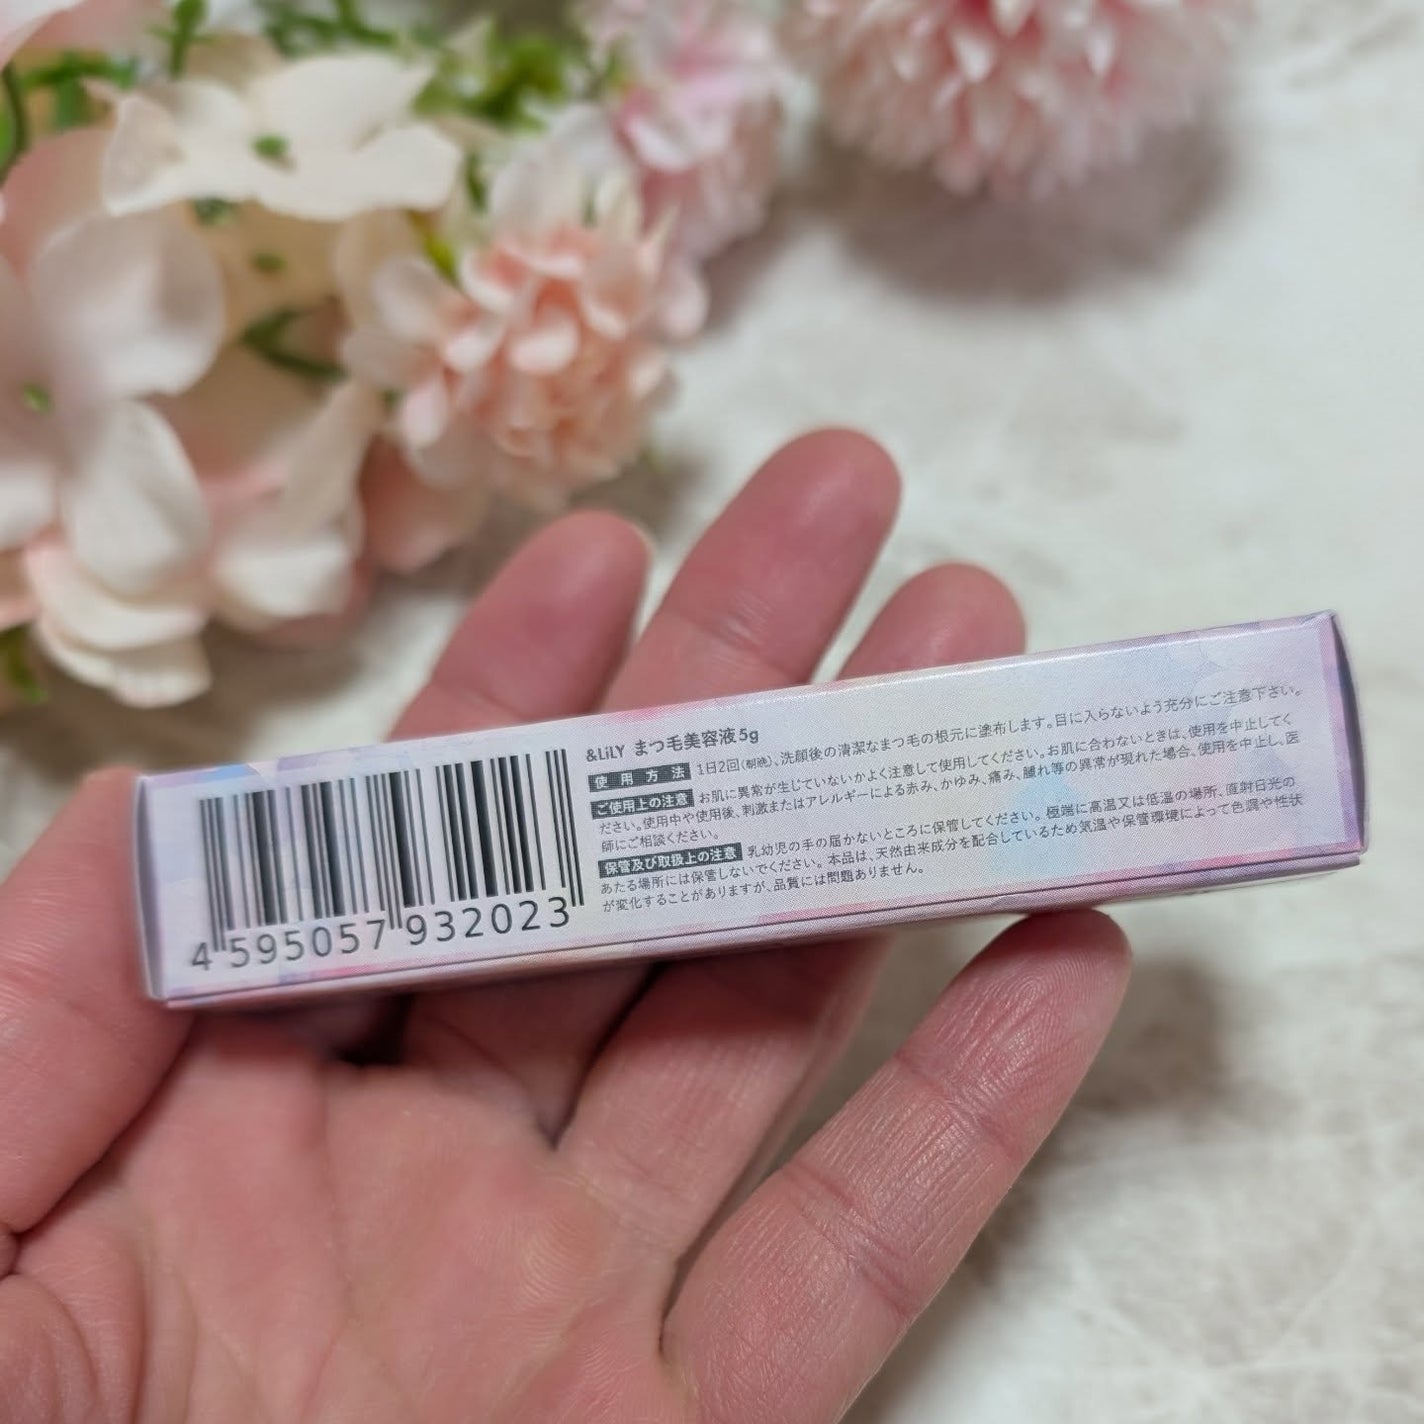 &LiLY まつ毛美容液5g
使用方法 1日2回(朝晩)、洗顔後の清潔なまつ毛の根元に塗布します。目に入らないよう充分にご注意下さい。
ご使用上の注意 お肌に異常が生じていないかよく注意して使用してください。お肌に合わないときは、使用を中止してく
ださい。使用中や使用後、刺激またはアレルギーによる赤み、かゆみ、痛み、腫れ等の異常が現れた場合、使用を中止し、医
師にご相談ください。
保管及び取扱上の注意 乳幼児の手の届かないところに保管してください。極端に高温又は低温の場所、直射日光の
あたる場所には保管しないでください。本品は、天然由来成分を配合しているため気温や保管環境によって色調や性状
が変化することがありますが、品質には問題ありません。
4 595057 932023